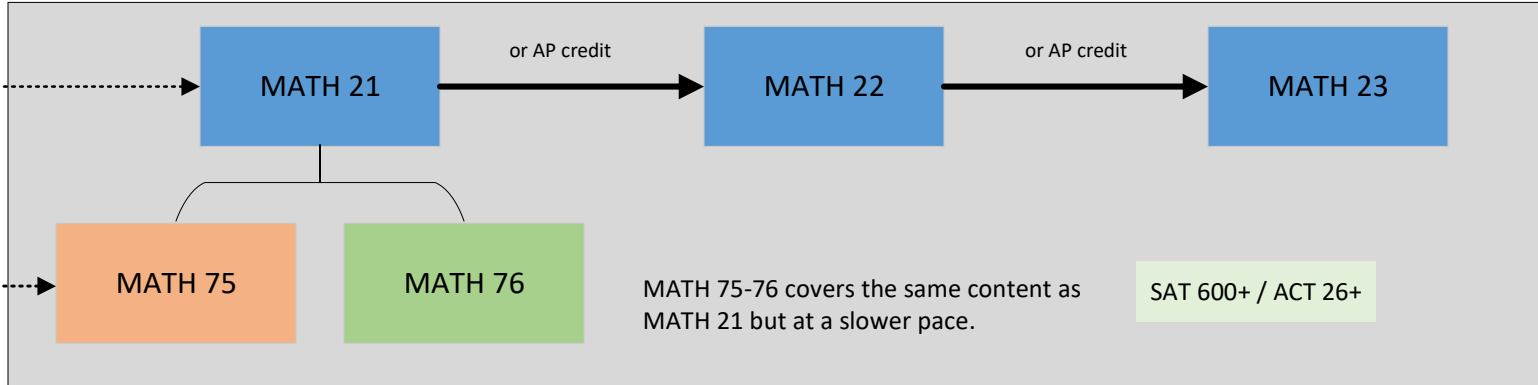 or AP credit
or AP credit
MATH 21
MATH 22
MATH 23
MATH 75
MATH 76
MATH 75-76 covers the same content as
MATH 21 but at a slower pace.
SAT 600+ / ACT 26+